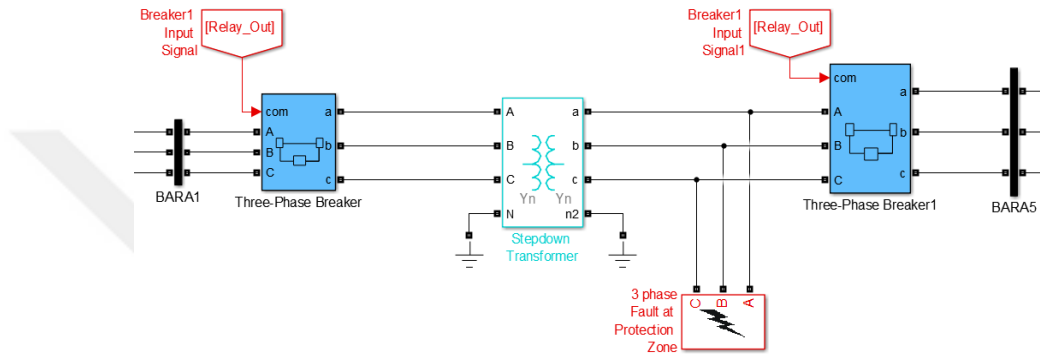 Breaker1
Input
Signal
[Relay_Out]
Breaker1
Input
Signal1
[Relay_Out]
com
A
B
C
a
b
c
BARA1
Three-Phase Breaker
A
B
C
N
a
b
c
n2
Yn Yn
Stepdown
Transformer
com
A
B
C
a
b
c
Three-Phase Breaker1
BARA5
3 phase
Fault at
Protection
Zone
C
B
A